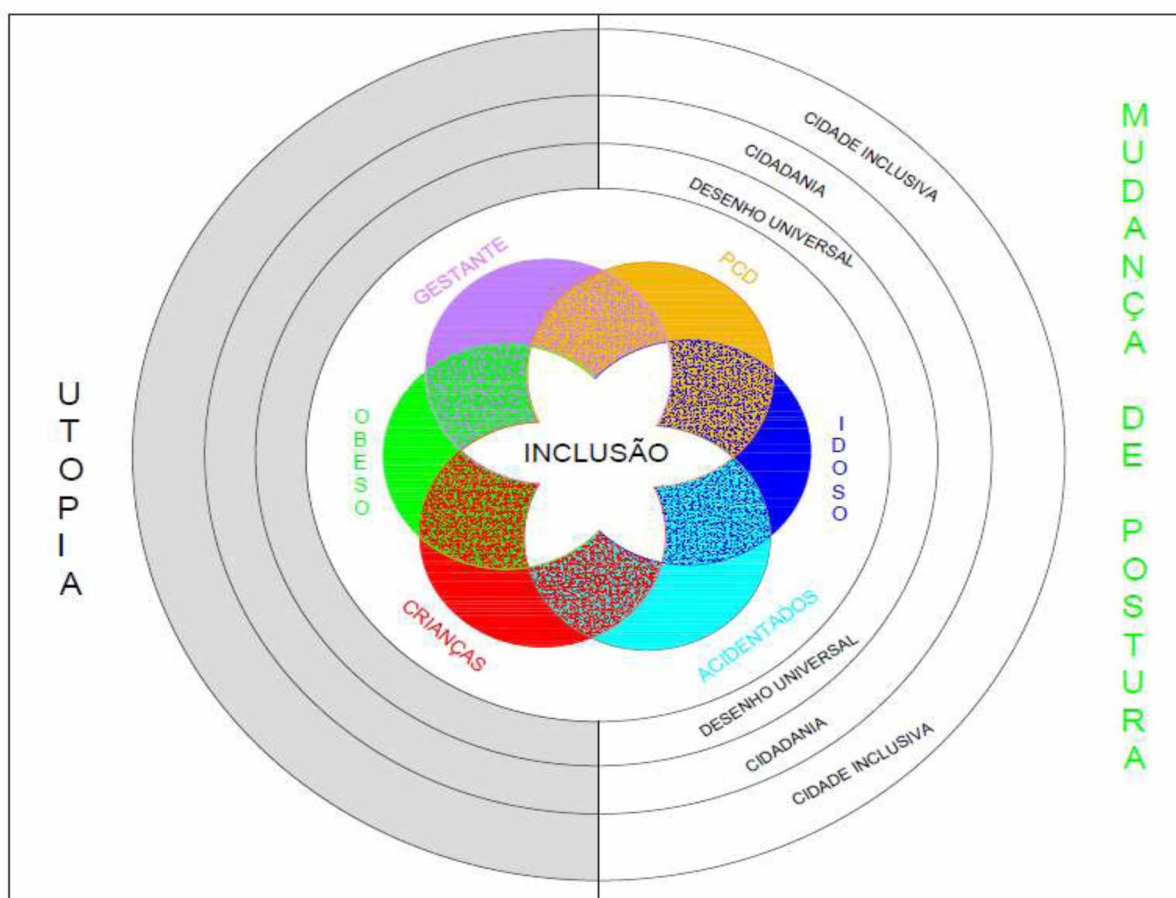 UTOPIA
CIDADE INCLUSIVA
CIDADANIA
DESENHO UNIVERSAL
GESTANTE
PCD
OBESO
INCLUSÃO
IDOSO
CRIANÇAS
ACIDENTADOS
DESENHO UNIVERSAL
CIDADANIA
CIDADE INCLUSIVA
MUDANÇA DE POSTURA